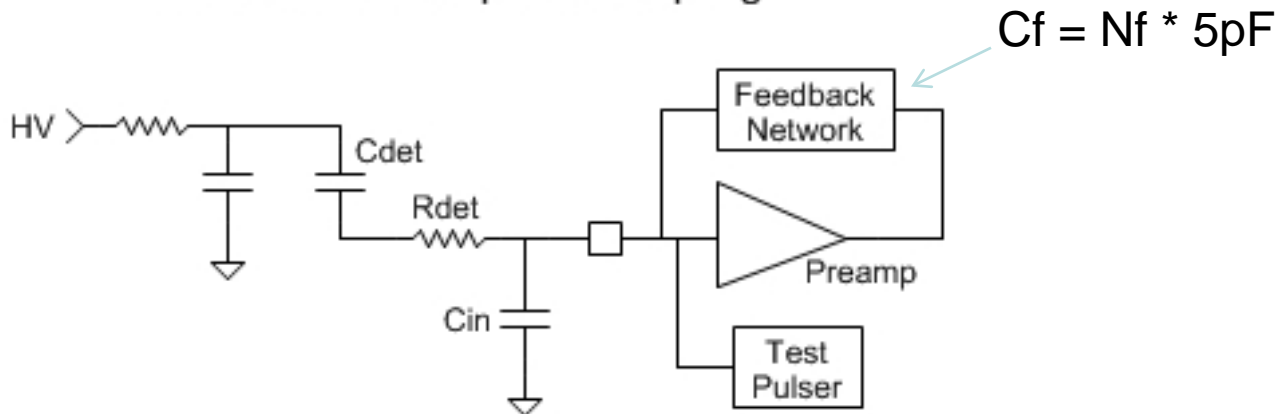 Cf = Nf * 5pF
Feedback
Network
HV
Cdet
Rdet
Preamp
Cin
Test
Pulser